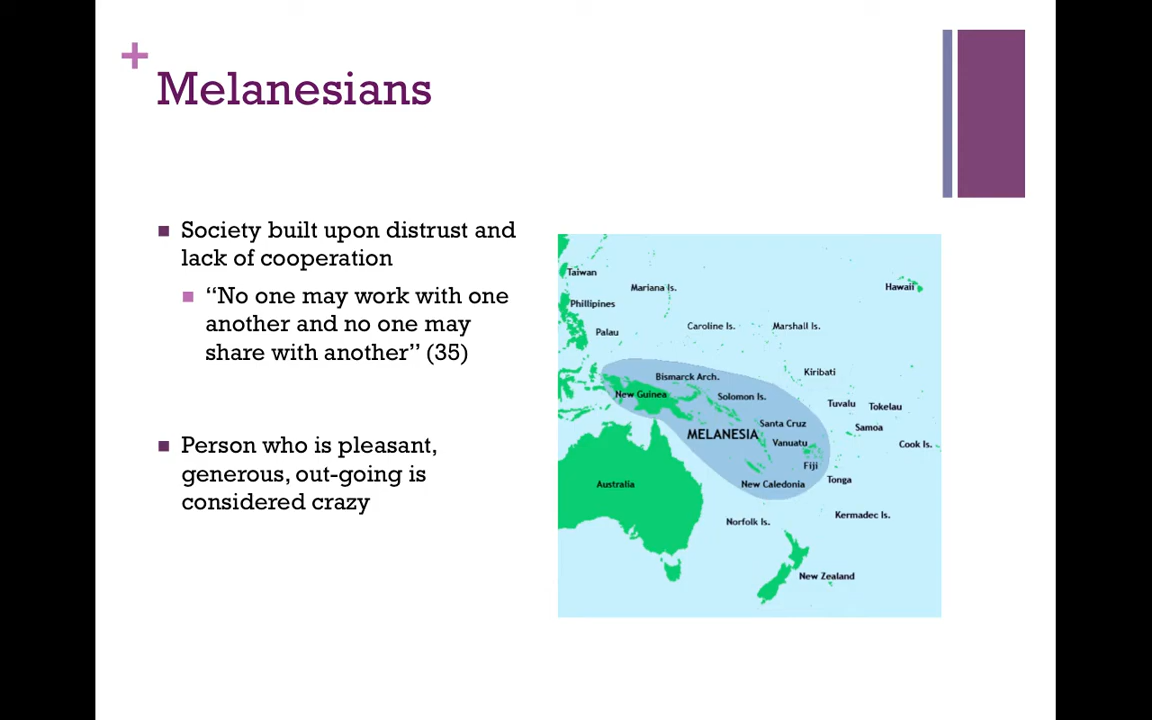 +
Melanesians
■ Society built upon distrust and
lack of cooperation
■ “No one may work with one
another and no one may
share with another” (35)
■ Person who is pleasant,
generous, out-going is
considered crazy
Taiwan
Mariana Is.
Hawaii
Phillipines
Palau
Caroline Is.
Marshall Is.
Bismarck Arch.
Kiribati
New Guinea
Solomon Is.
Tuvalu
Tokelau
Santa Cruz
Samoa
MELANESIA
Vanuatu
Cook Is.
Fiji
Australia
New Caledonia
Tonga
Norfolk Is.
Kermadec Is.
New Zealand